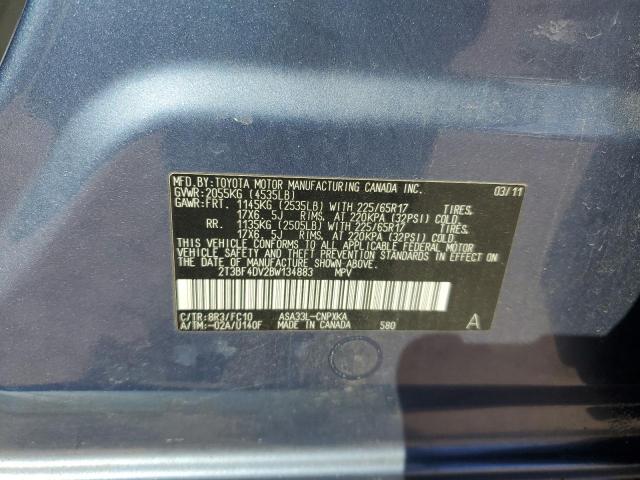 MFD.BY:TOYOTA MOTOR MANUFACTURING CANADA INC. 03/11
GVWR:2055KG (4535LB)
GAWR:FRT. 1145KG (2535LB) WITH 225/65R17 TIRES,
17X6.5J RIMS, AT 220KPA (32PSI) COLD.
RR. 1135KG (2505LB) WITH 225/65R17 TIRES,
17X6.5J RIMS, AT 220KPA (32PSI) COLD.
THIS VEHICLE CONFORMS TO ALL APPLICABLE FEDERAL MOTOR
VEHICLE SAFETY AND THEFT PREVENTION STANDARDS IN EFFECT ON THE
DATE OF MANUFACTURE SHOWN ABOVE.
2T3BF4DV2BW134883 MPV
C/TR:8R3/FC10 ASA33L-CNPXKA
A/TM:-02A/U140F MADE IN CANADA 580 A